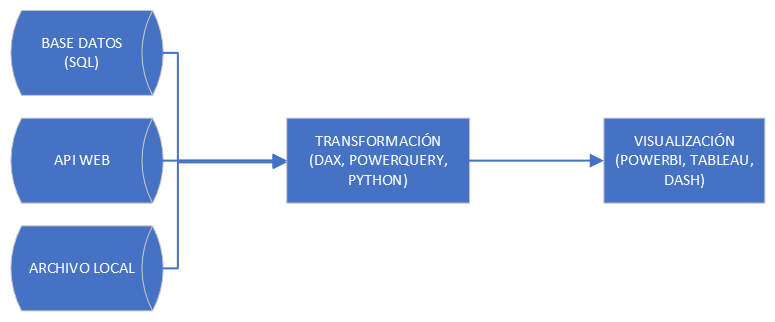 BASE DATOS
(SQL)
API WEB
ARCHIVO LOCAL
TRANSFORMACIÓN
(DAX, POWERQUERY,
PYTHON)
VISUALIZACIÓN
(POWERBI, TABLEAU,
DASH)